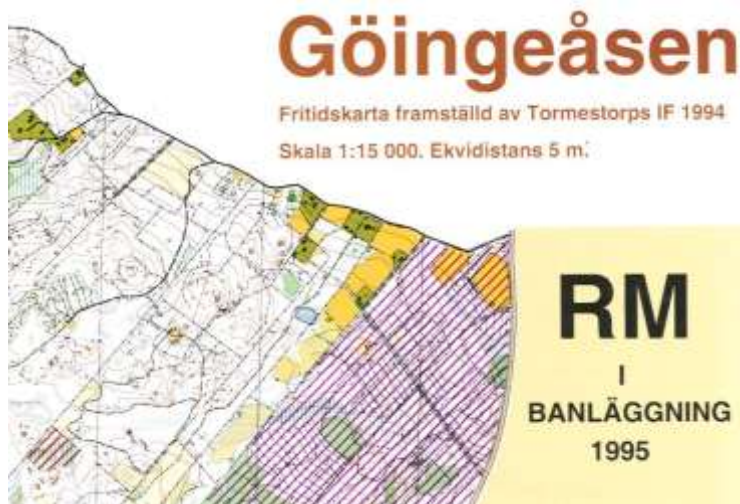 Göingeåsen
Fritidskarta framställd av Tormestorps IF 1994
Skala 1:15 000. Ekvidistans 5 m.
RM
I
BANLÄGGNING
1995